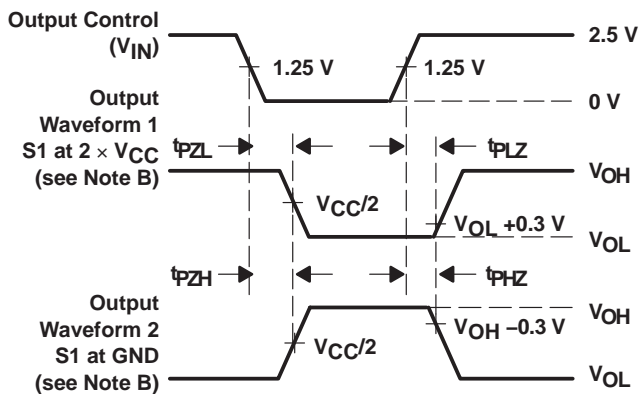 Output Control
(VIN)
2.5 V
1.25 V
1.25 V
0 V
Output
Waveform 1
S1 at 2 × VCC
(see Note B)
tPZL
tPLZ
VOH
VCC/2
VOL +0.3 V
VOL
tPZH
tPHZ
Output
Waveform 2
S1 at GND
(see Note B)
VOH
VOH −0.3 V
VCC/2
VOL